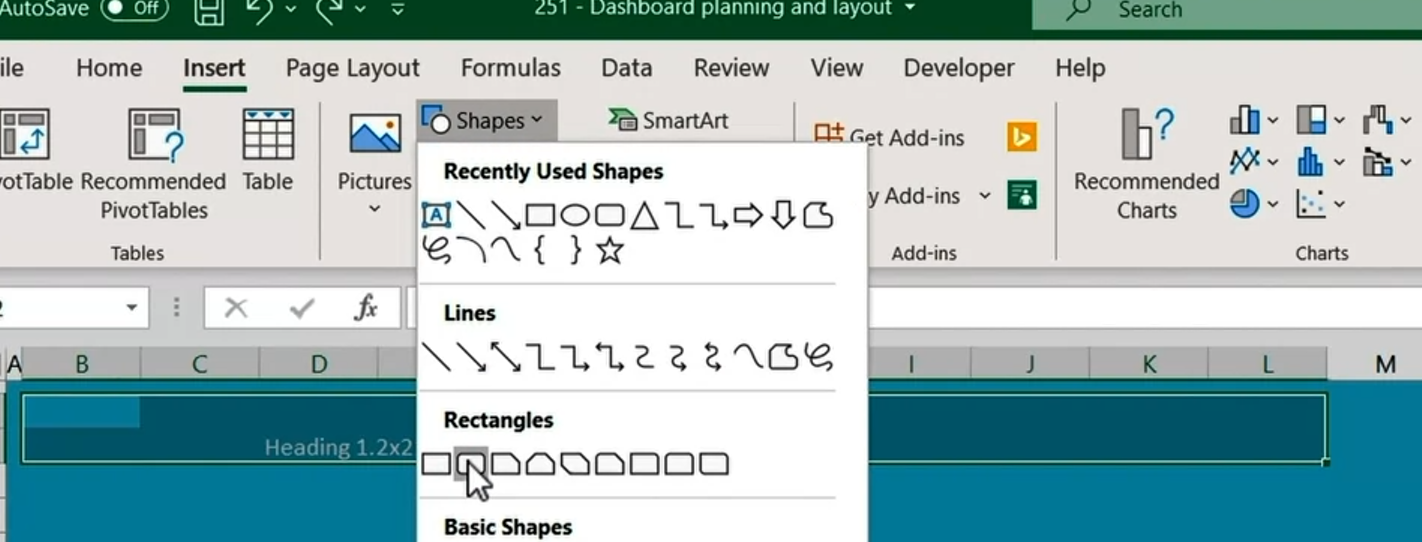 AutoSave Off 251 - Dashboard planning and layout Search
ile Home Insert Page Layout Formulas Data Review View Developer Help
Shapes SmartArt
Get Add-ins
votTable Recommended PivotTables Table Pictures y Add-ins Recommended Charts
Tables Add-ins Charts
Recently Used Shapes
A
{ }
Lines
2 fx
A B C D I J K L M
Rectangles
Heading 1.2x2
Basic Shapes